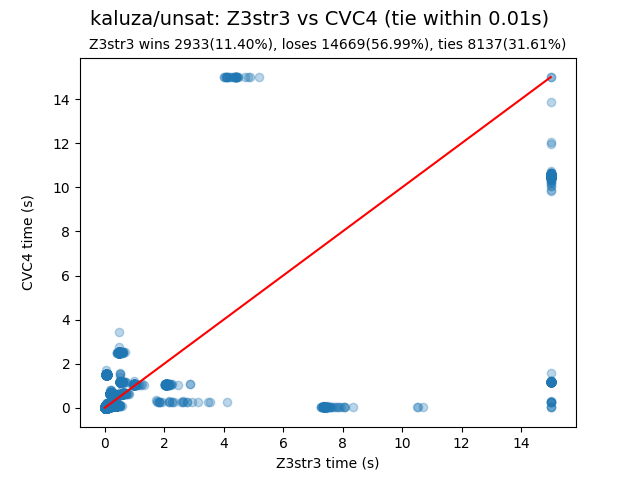 kaluza/unsat: Z3str3 vs CVC4 (tie within 0.01s)
Z3str3 wins 2933(11.40%), loses 14669(56.99%), ties 8137(31.61%)
14
12
10
8
6
4
2
0
CVC4 time (s)
0 2 4 6 8 10 12 14
Z3str3 time (s)